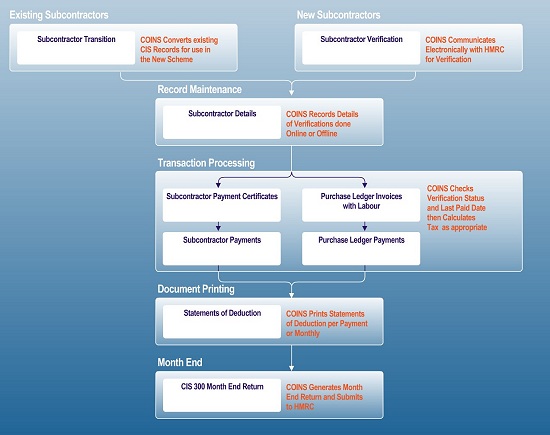 Existing Subcontractors
New Subcontractors
Subcontractor Transition
COINS Converts existing
CIS Records for use in
the New Scheme
Subcontractor Verification
COINS Communicates
Electronically with HMRC
for Verification
Record Maintenance
Subcontractor Details
COINS Records Details
of Verifications done
Online or Offline
Transaction Processing
Subcontractor Payment Certificates
Purchase Ledger Invoices
with Labour
COINS Checks
Verification Status
and Last Paid Date
then Calculates
Tax as appropriate
Subcontractor Payments
Purchase Ledger Payments
Document Printing
Statements of Deduction
COINS Prints Statements
of Deduction per Payment
or Monthly
Month End
CIS 300 Month End Return
COINS Generates Month
End Return and Submits
to HMRC